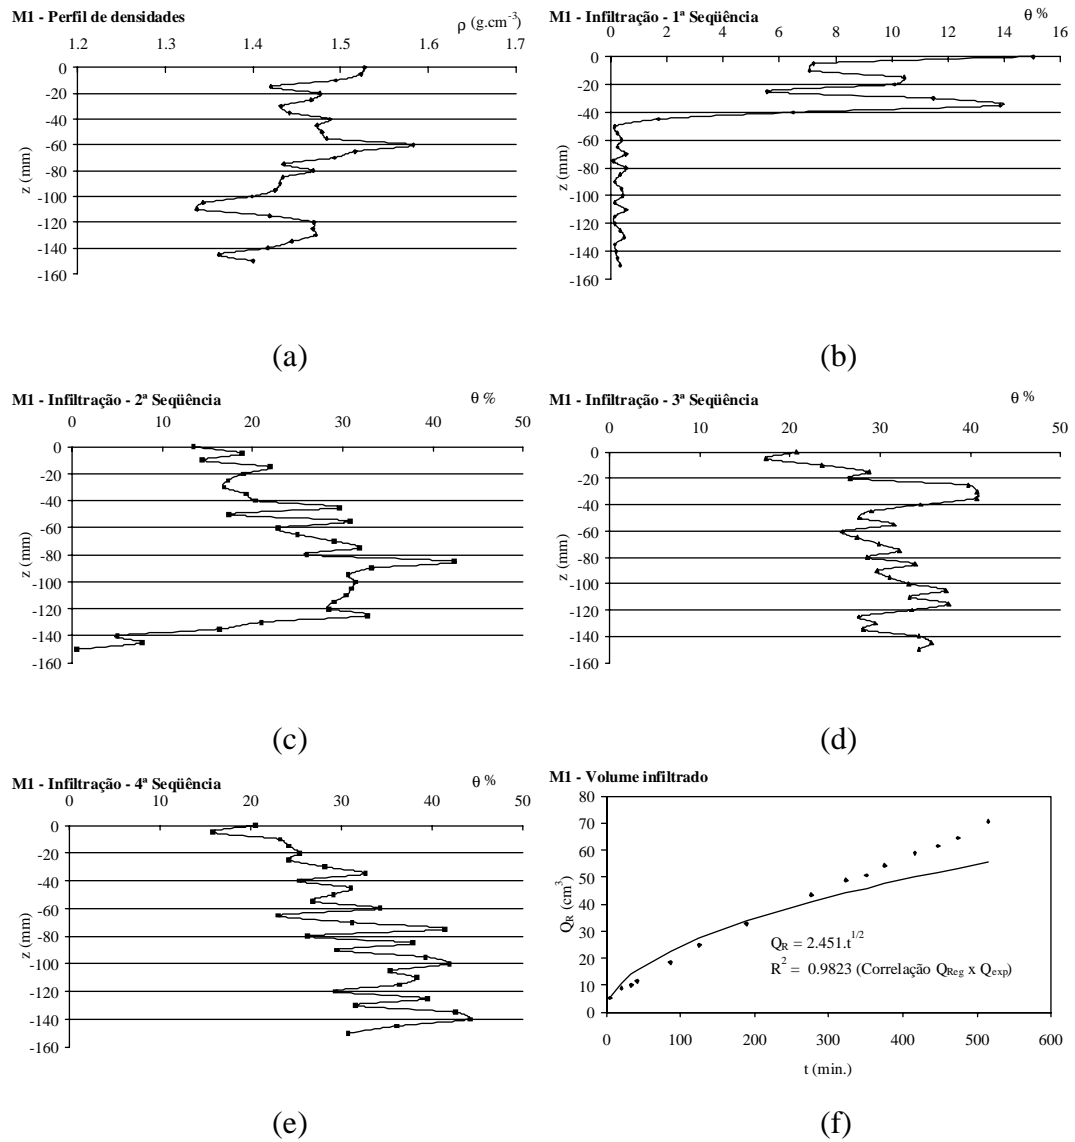 M1 - Perfil de densidades
ρ (g.cm-3)
1.2 1.3 1.4 1.5 1.6 1.7
0
-20
-40
-60
-80
-100
-120
-140
-160
z (mm)
(a)
M1 - Infiltração - 1ª Seqüência
θ %
0 2 4 6 8 10 12 14 16
0
-20
-40
-60
-80
-100
-120
-140
-160
z (mm)
(b)
M1 - Infiltração - 2ª Seqüência
θ %
0 10 20 30 40 50
0
-20
-40
-60
-80
-100
-120
-140
-160
z (mm)
(c)
M1 - Infiltração - 3ª Seqüência
θ %
0 10 20 30 40 50
0
-20
-40
-60
-80
-100
-120
-140
-160
z (mm)
(d)
M1 - Infiltração - 4ª Seqüência
θ %
0 10 20 30 40 50
0
-20
-40
-60
-80
-100
-120
-140
-160
z (mm)
(e)
M1 - Volume infiltrado
80
70
60
50
40
30
20
10
0
QR (cm3)
QR = 2.451.t1/2
R2 = 0.9823 (Correlação QReg x Qexp)
0 100 200 300 400 500 600
t (min.)
(f)